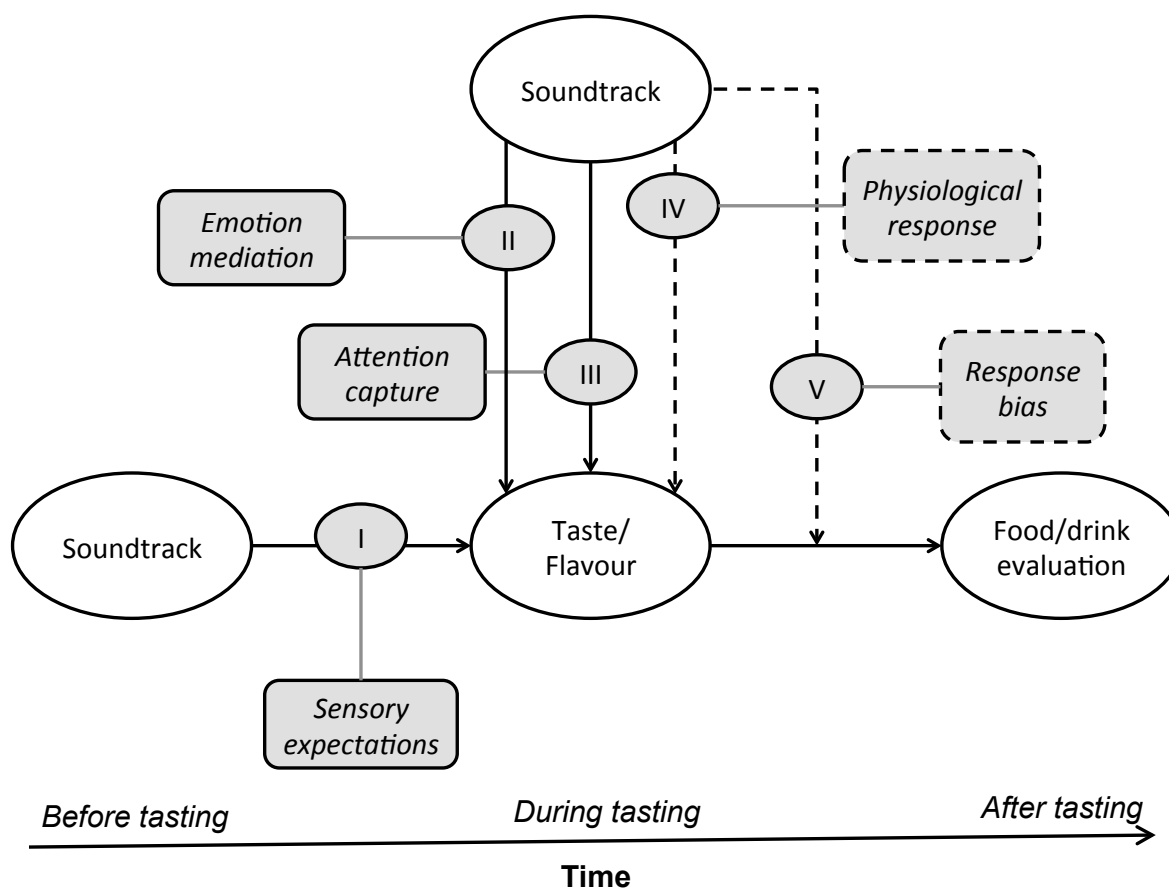 Soundtrack
Emotion
mediation
II
IV
Physiological
response
Attention
capture
III
V
Response
bias
Soundtrack
I
Taste/
Flavour
Food/drink
evaluation
Sensory
expectations
Before tasting
During tasting
After tasting
Time